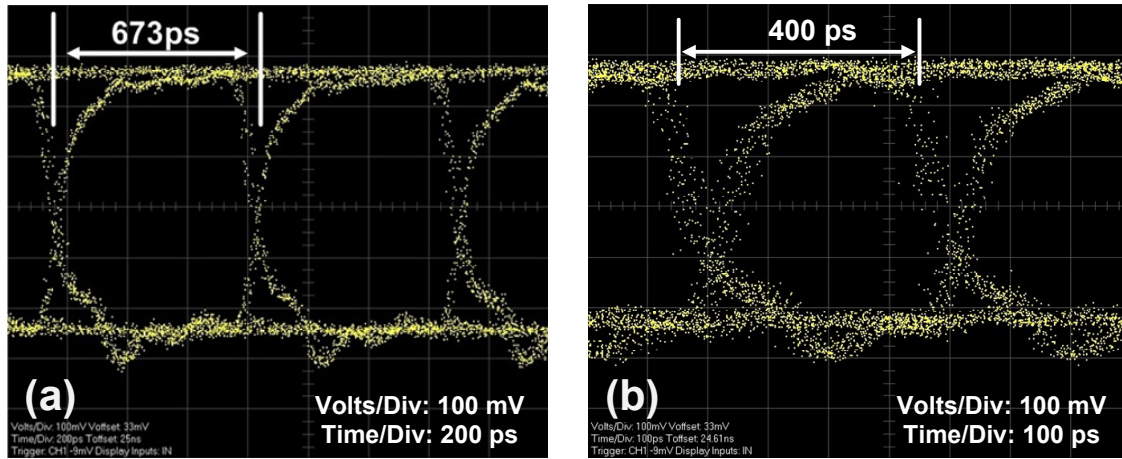 673ps
(a)
Volts/Div: 100 mV
Time/Div: 200 ps
Volts/Div: 100mV Voffset: 33mV
Time/Div: 200ps Toffset: 25ns
Trigger: CH1 -9mV Display Inputs: IN
400 ps
(b)
Volts/Div: 100 mV
Time/Div: 100 ps
Volts/Div: 100mV Voffset: 33mV
Time/Div: 100ps Toffset: 24.61ns
Trigger: CH1 -9mV Display Inputs: IN